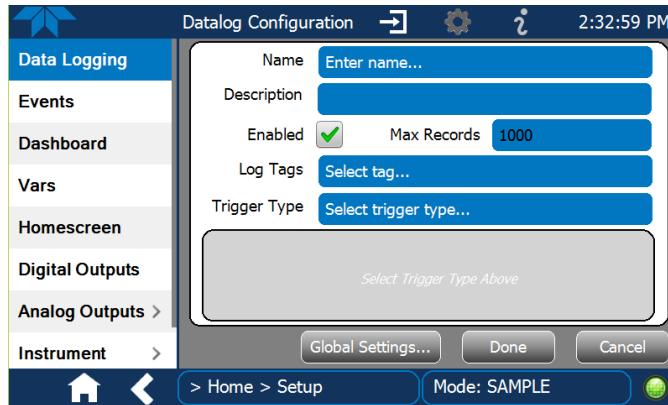 Datalog Configuration 2:32:59 PM
Data Logging
Events
Dashboard
Vars
Homescreen
Digital Outputs
Analog Outputs >
Instrument >
Name Enter name...
Description
Enabled Max Records 1000
Log Tags Select tag...
Trigger Type Select trigger type...
Select Trigger Type Above
Global Settings... Done Cancel
> Home > Setup Mode: SAMPLE